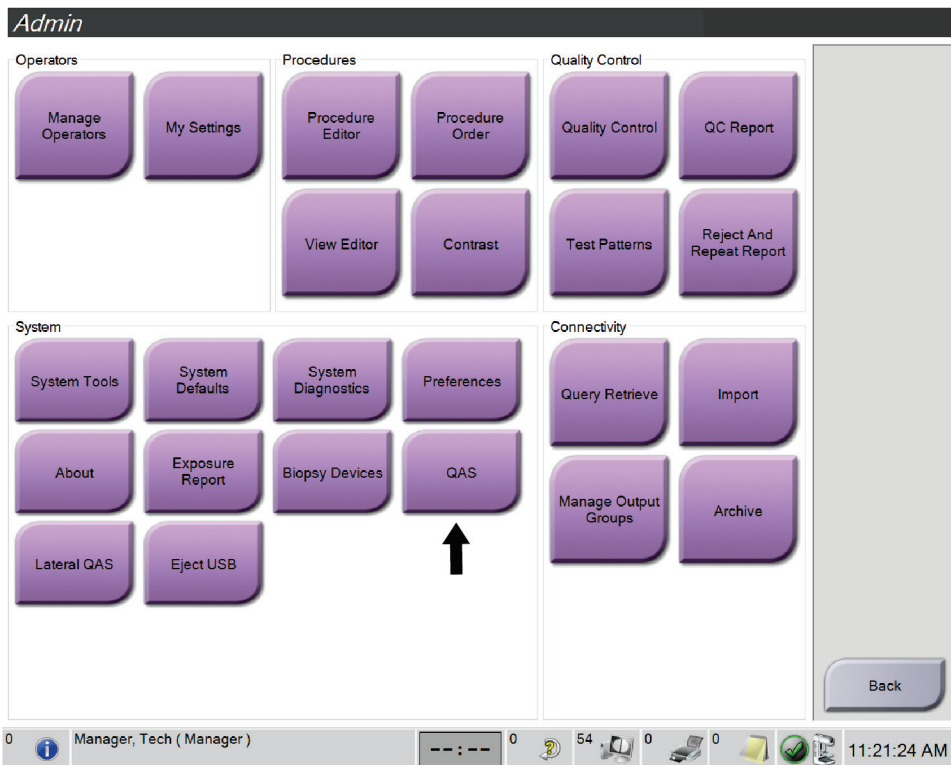 Admin
Operators
Manage
Operators
My Settings
Procedures
Procedure
Editor
Procedure
Order
View Editor
Contrast
Quality Control
Quality Control
QC Report
Test Patterns
Reject And
Repeat Report
System
System Tools
System
Defaults
System
Diagnostics
Preferences
About
Exposure
Report
Biopsy Devices
QAS
Lateral QAS
Eject USB
Connectivity
Query Retrieve
Import
Manage Output
Groups
Archive
Back
0
Manager, Tech ( Manager )
--:--
0
54
0
0
11:21:24 AM